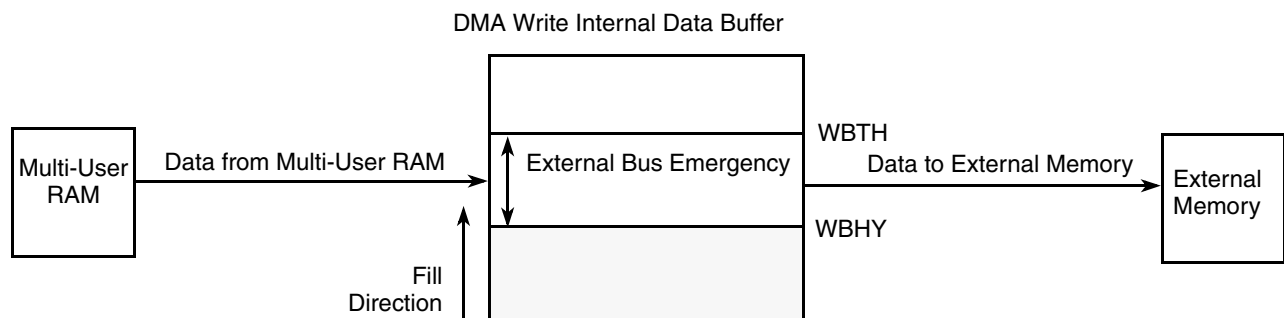 DMA Write Internal Data Buffer
WBTH
Multi-User
RAM
Data from Multi-User RAM
External Bus Emergency
Data to External Memory
External
Memory
WBHY
Fill
Direction